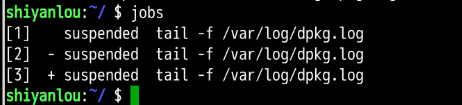 shiyanlou:~/ $ jobs
[1]    suspended  tail -f /var/log/dpkg.log
[2]  - suspended  tail -f /var/log/dpkg.log
[3]  + suspended  tail -f /var/log/dpkg.log
shiyanlou:~/ $